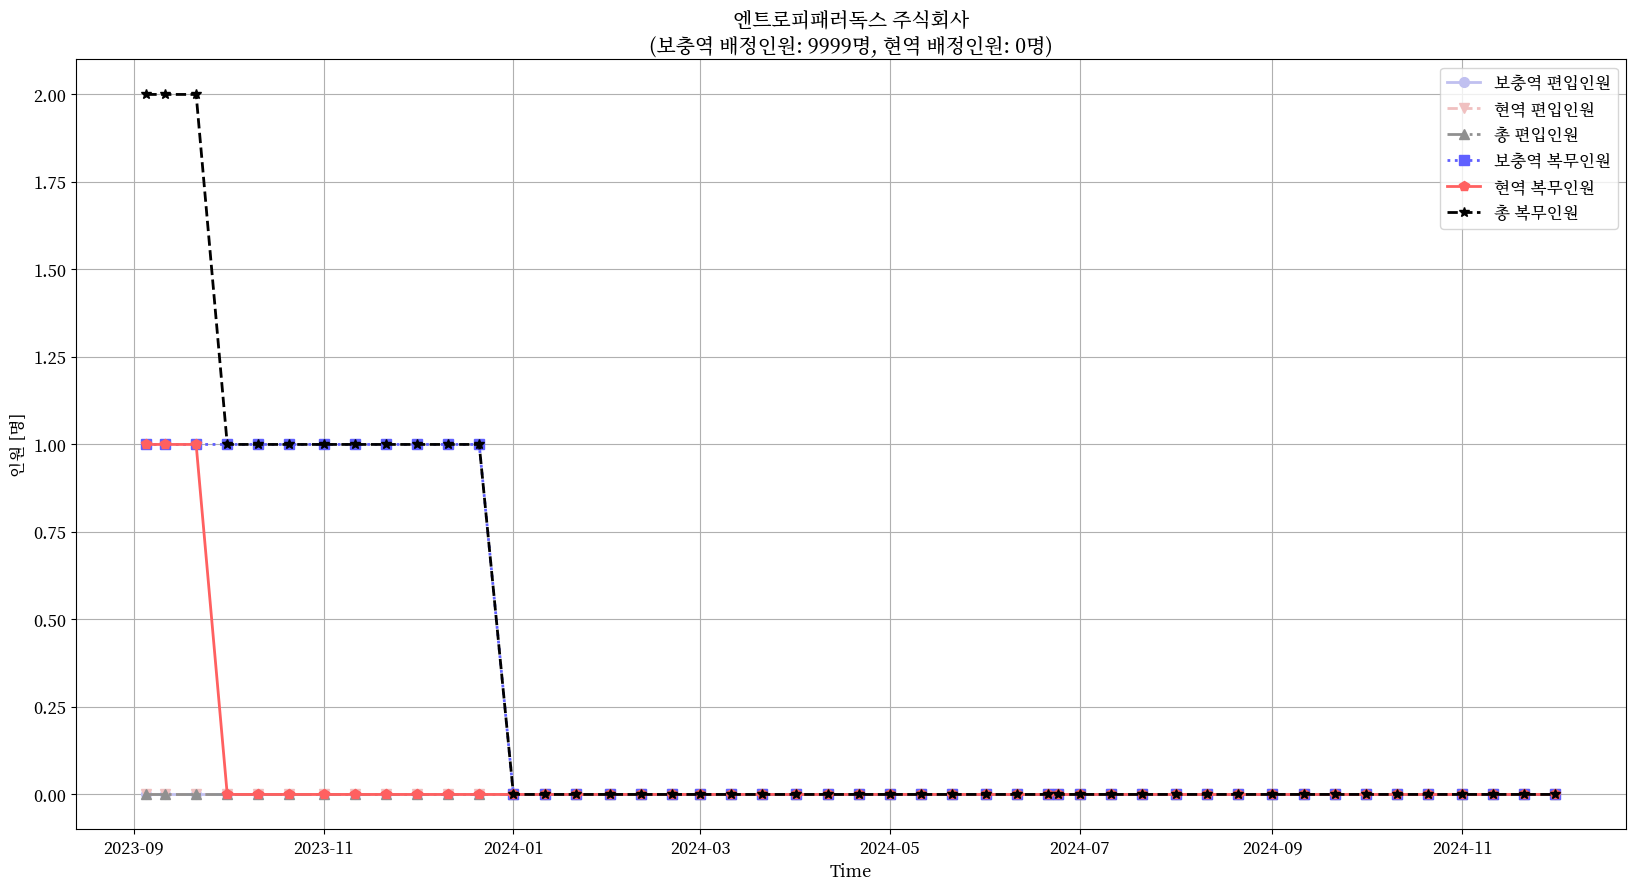 엔트로피패러독스 주식회사
(보충역 배정인원: 9999명, 현역 배정인원: 0명)
보충역 편입인원
현역 편입인원
총 편입인원
보충역 복무인원
현역 복무인원
총 복무인원
인원 [명]
2.00
1.75
1.50
1.25
1.00
0.75
0.50
0.25
0.00
2023-09
2023-11
2024-01
2024-03
2024-05
2024-07
2024-09
2024-11
Time